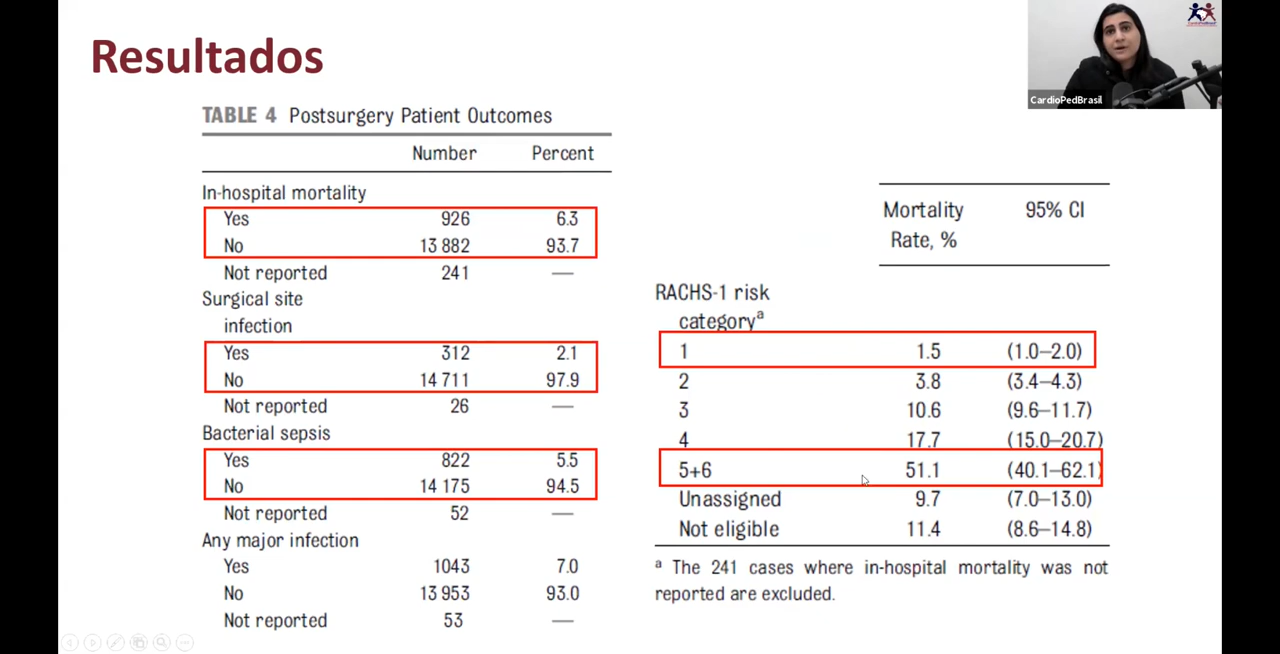 Resultados
CardioPedBrasil
TABLE 4 Postsurgery Patient Outcomes
Number Percent
In-hospital mortality
Yes 926 6.3
No 13 882 93.7
Not reported 241 —
Surgical site
infection
Yes 312 2.1
No 14 711 97.9
Not reported 26 —
Bacterial sepsis
Yes 822 5.5
No 14 175 94.5
Not reported 52 —
Any major infection
Yes 1043 7.0
No 13 953 93.0
Not reported 53 —
Mortality 95% CI
Rate, %
RACHS-1 risk
categoryᵃ
1 1.5 (1.0–2.0)
2 3.8 (3.4–4.3)
3 10.6 (9.6–11.7)
4 17.7 (15.0–20.7)
5+6 51.1 (40.1–62.1)
Unassigned 9.7 (7.0–13.0)
Not eligible 11.4 (8.6–14.8)
ᵃ The 241 cases where in-hospital mortality was not
reported are excluded.